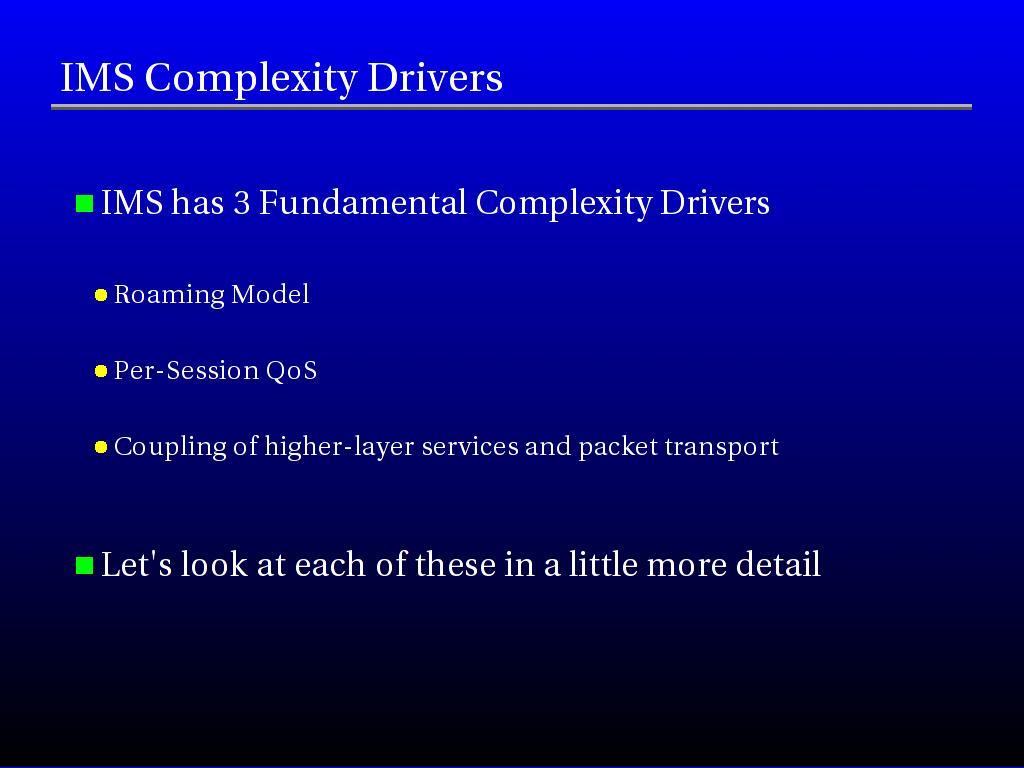 IMS Complexity Drivers
IMS has 3 Fundamental Complexity Drivers
Roaming Model
Per-Session QoS
Coupling of higher-layer services and packet transport
Let's look at each of these in a little more detail